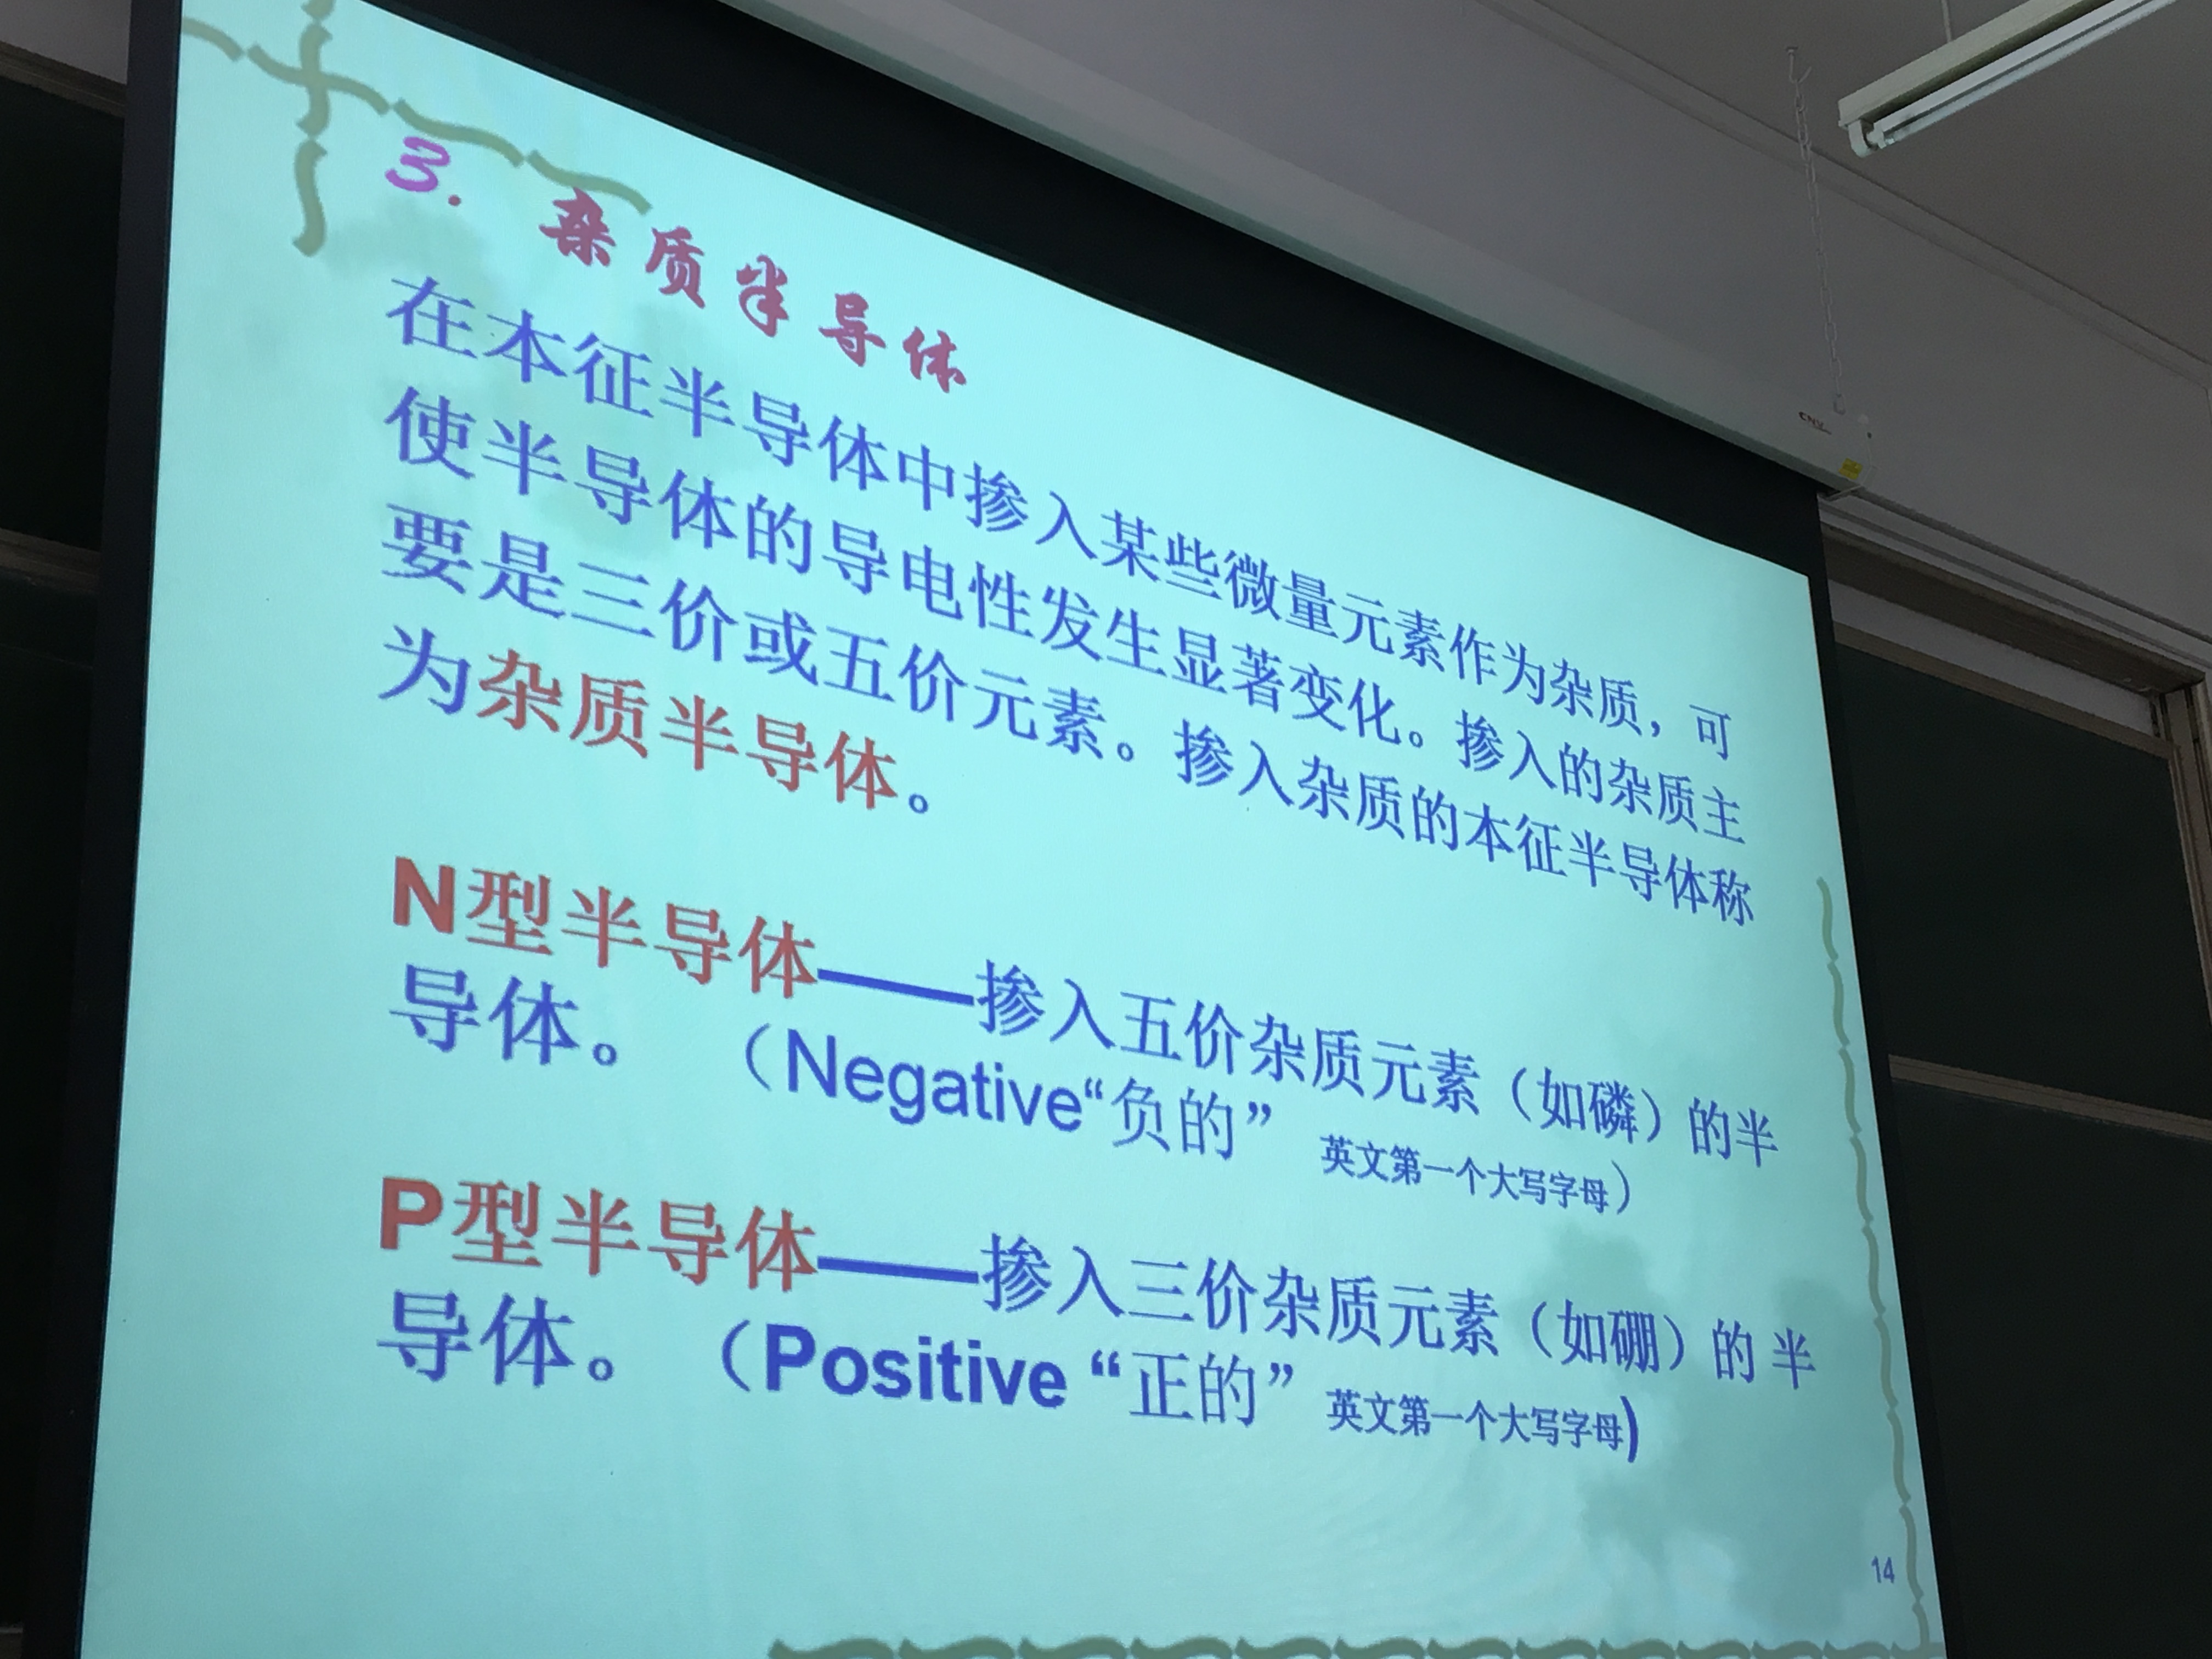 3. 杂质半导体
在本征半导体中掺入某些微量元素作为杂质，可
使半导体的导电性发生显著变化。掺入的杂质主
要是三价或五价元素。掺入杂质的本征半导体称
为杂质半导体。
N型半导体——掺入五价杂质元素（如磷）的半
导体。 （Negative“负的” 英文第一个大写字母）
P型半导体——掺入三价杂质元素（如硼）的 半
导体。 （Positive “正的” 英文第一个大写字母)
14